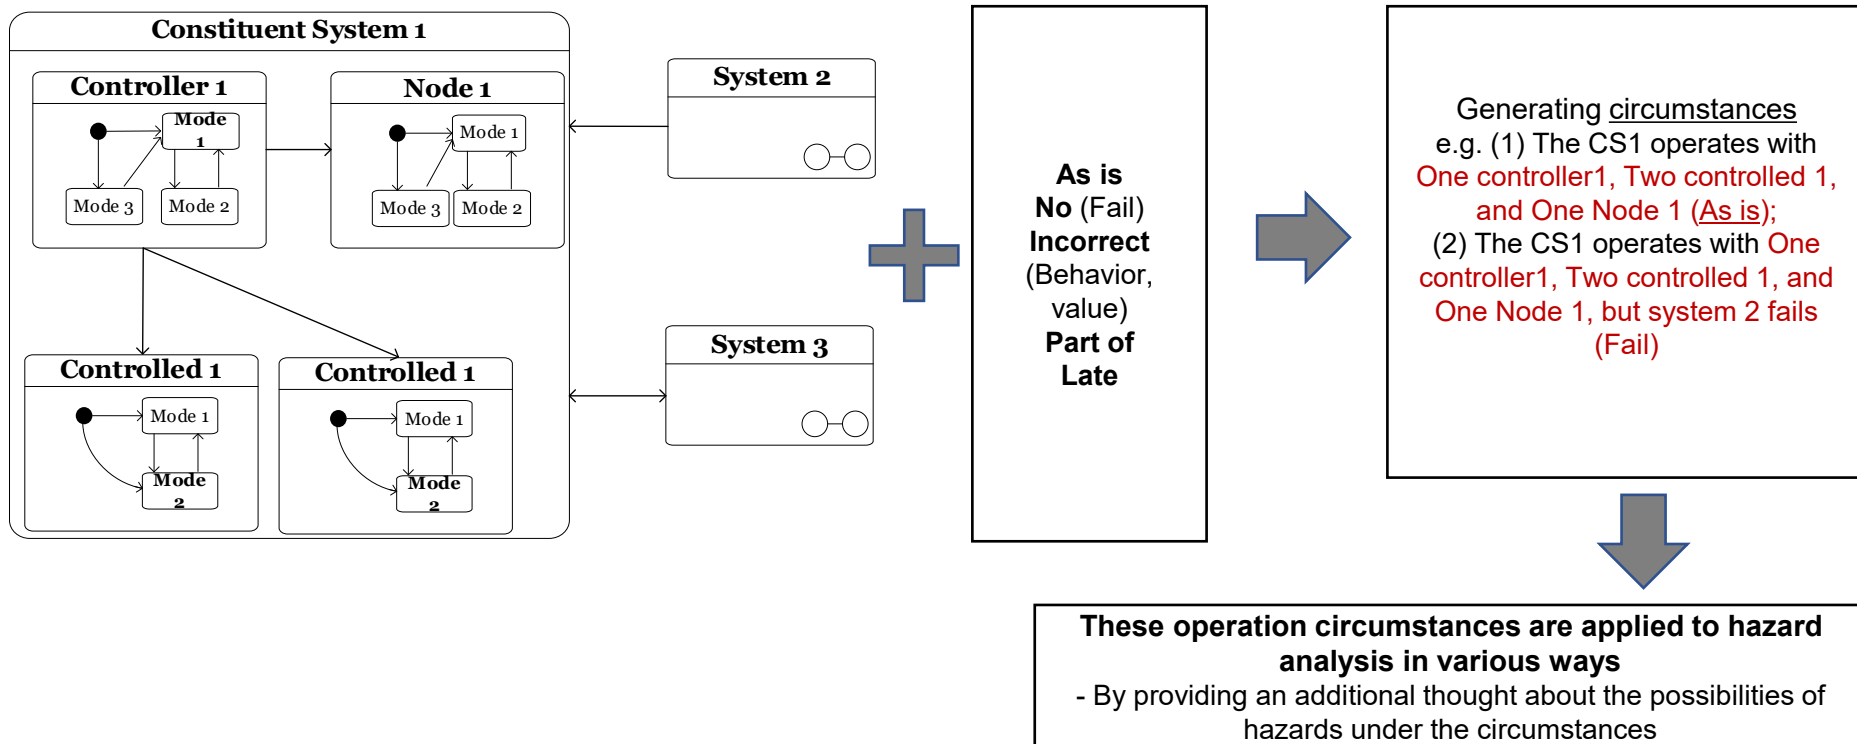 Constituent System 1
Controller 1
Mode
1
Mode 3
Mode 2
Node 1
Mode 1
Mode 3
Mode 2
Controlled 1
Mode 1
Mode
2
Controlled 1
Mode 1
Mode
2
System 2
System 3
As is
No (Fail)
Incorrect
(Behavior,
value)
Part of
Late
Generating circumstances
e.g. (1) The CS1 operates with
One controller1, Two controlled 1,
and One Node 1 (As is);
(2) The CS1 operates with One
controller1, Two controlled 1, and
One Node 1, but system 2 fails
(Fail)
These operation circumstances are applied to hazard
analysis in various ways
- By providing an additional thought about the possibilities of
hazards under the circumstances